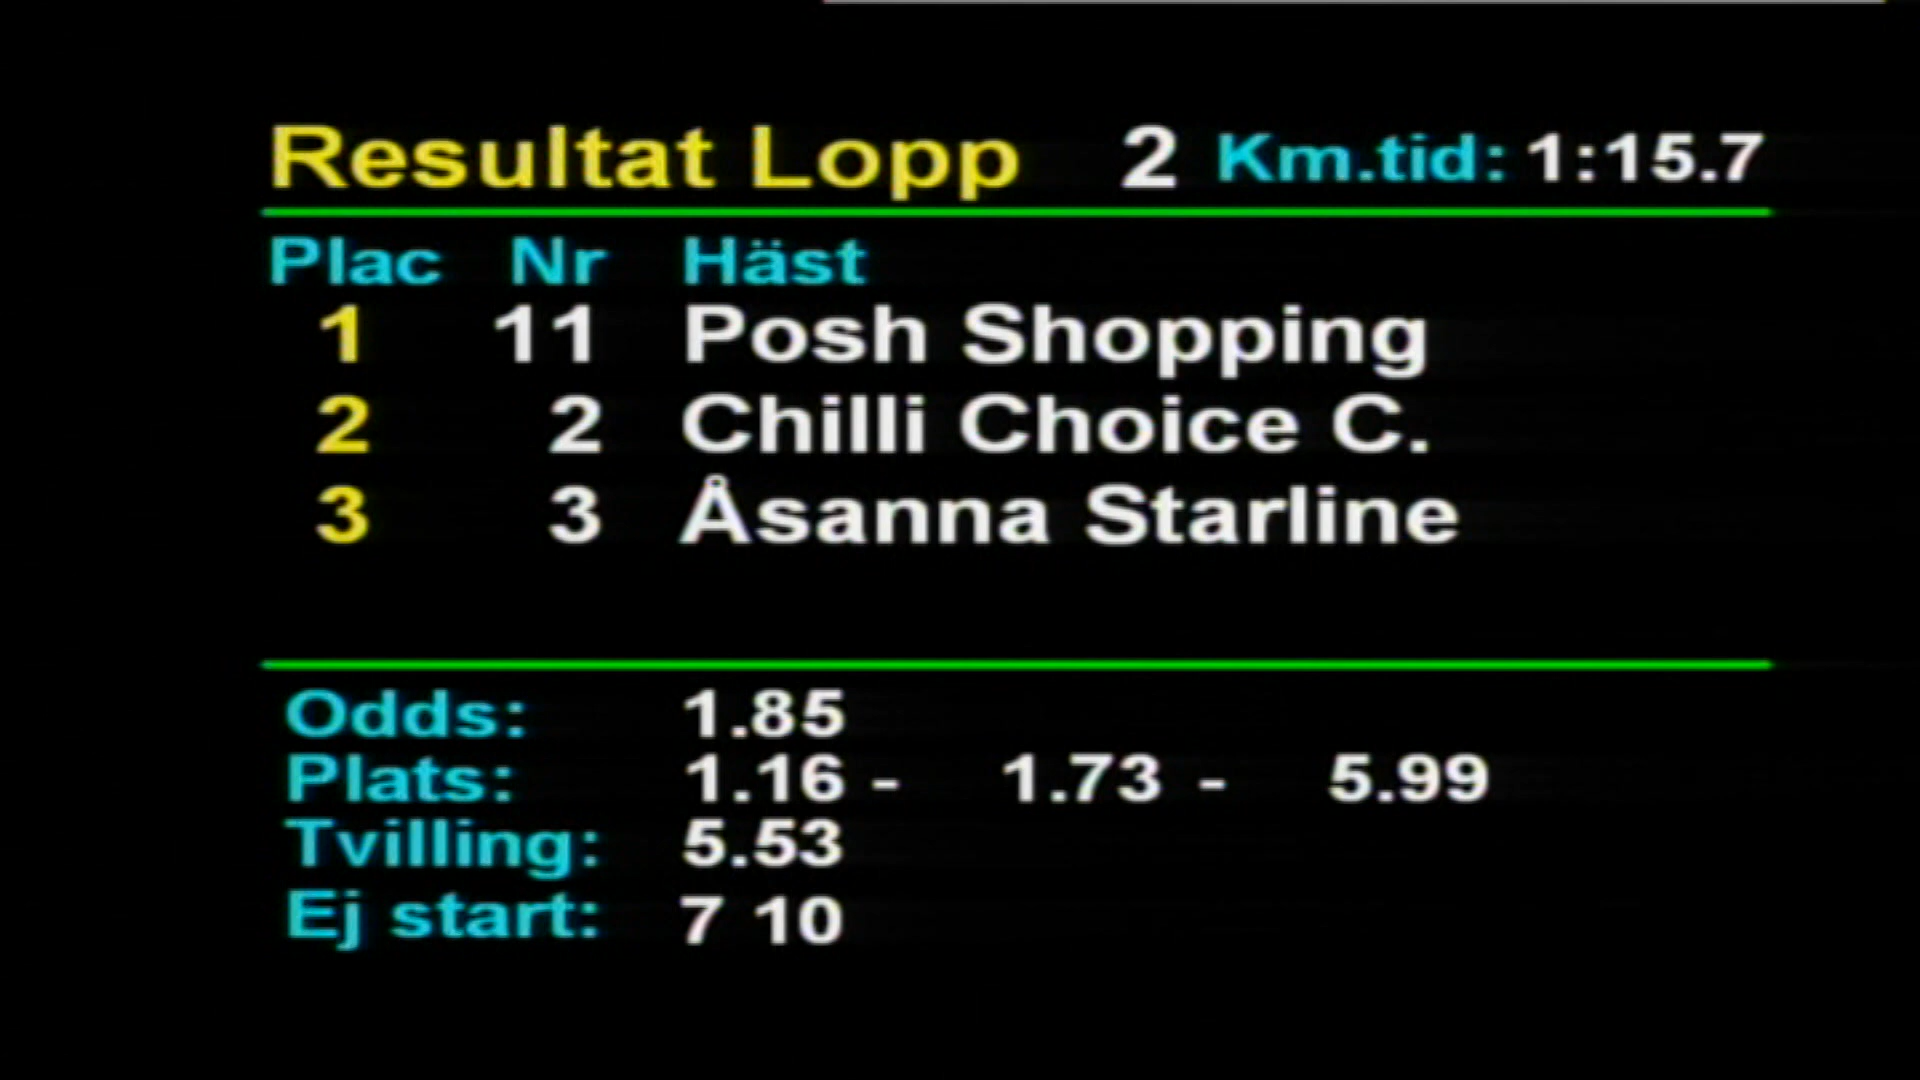 Resultat Lopp 2 Km.tid: 1:15.7
Plac Nr Häst
1 11 Posh Shopping
2 2 Chilli Choice C.
3 3 Åsanna Starline
Odds: 1.85
Plats: 1.16 - 1.73 - 5.99
Tvilling: 5.53
Ej start: 7 10